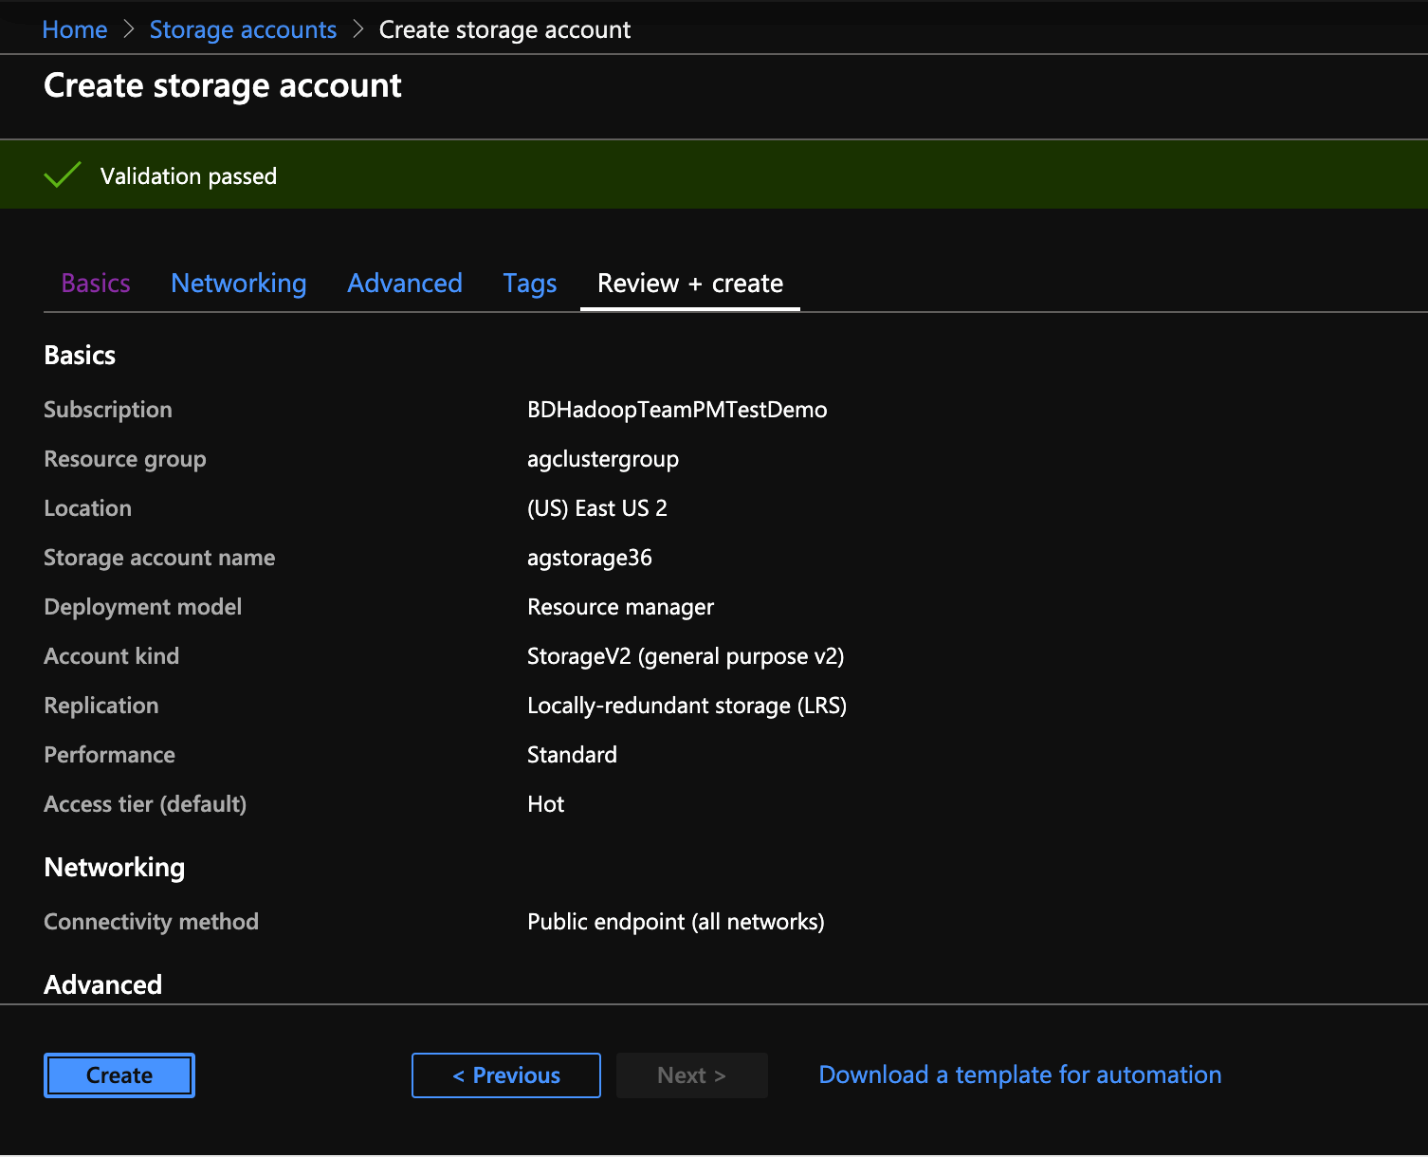 Home > Storage accounts > Create storage account
Create storage account
Validation passed
Basics Networking Advanced Tags Review + create
Basics
Subscription BDHadoopTeamPMTestDemo
Resource group agclustergroup
Location (US) East US 2
Storage account name agstorage36
Deployment model Resource manager
Account kind StorageV2 (general purpose v2)
Replication Locally-redundant storage (LRS)
Performance Standard
Access tier (default) Hot
Networking
Connectivity method Public endpoint (all networks)
Advanced
Create < Previous Next > Download a template for automation